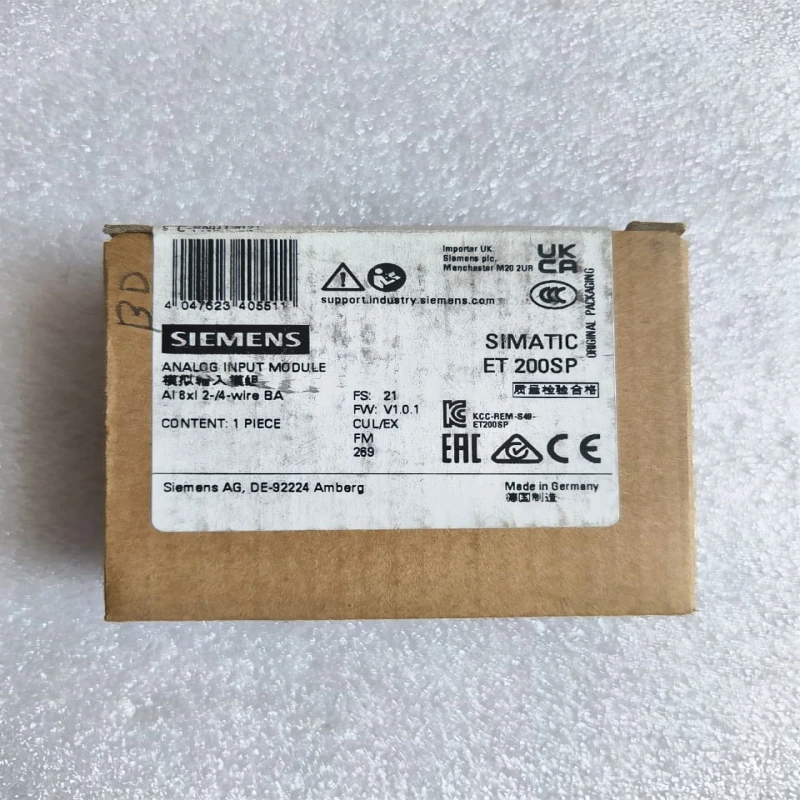 BD
4 047623 405511
support.industry.siemens.com
Importer UK
Siemens plc,
Manchester M20 2UR
UK
CA
CCC
ORIGINAL PACKAGING
SIEMENS
SIMATIC
ET 200SP
ANALOG INPUT MODULE
模拟输入模组
AI 8xI 2-/4-wire BA
质量检验合格
CONTENT: 1 PIECE
FS: 21
FW: V1.0.1
CUL/EX
FM
269
KCC-REM-S49-
ET200SP
EAC
CE
Siemens AG, DE-92224 Amberg
Made in Germany
德国制造